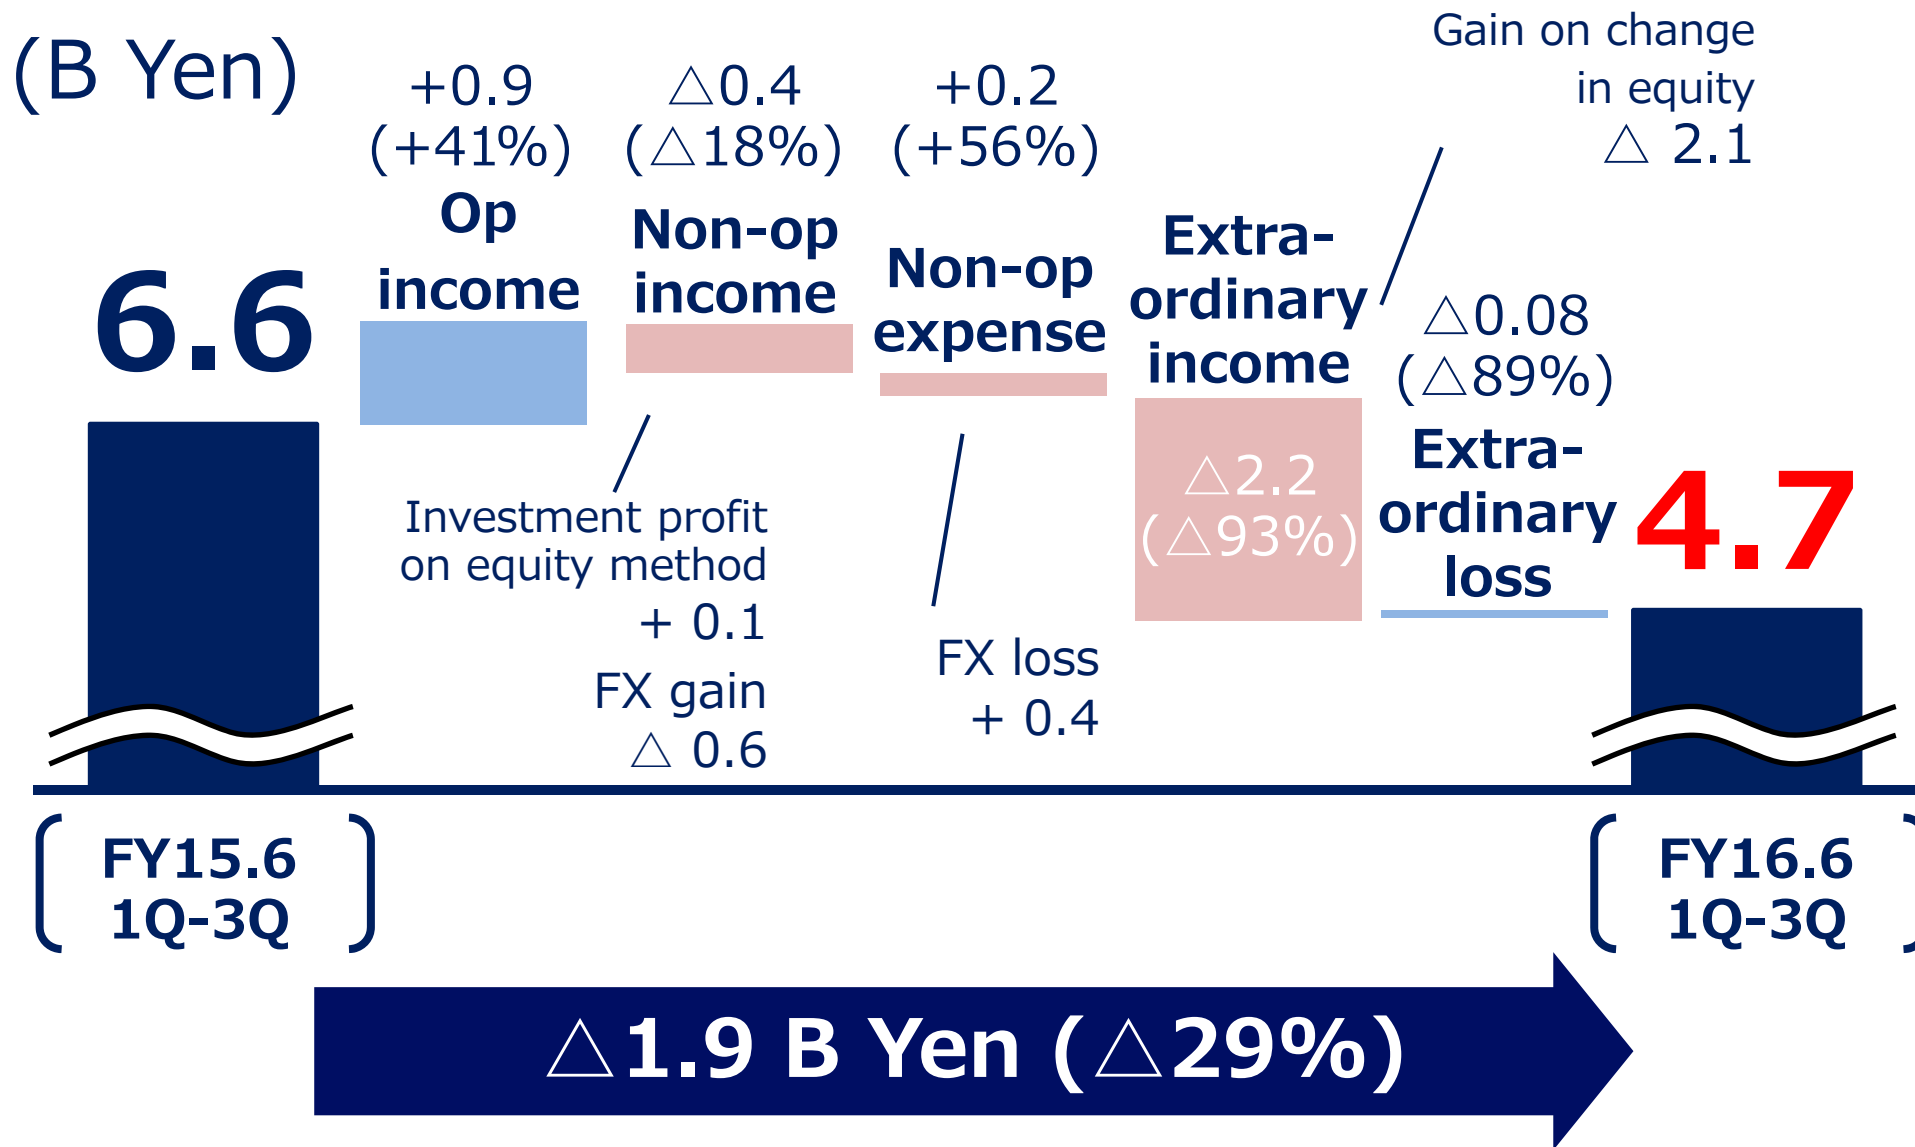 (B Yen)
+0.9
(+41%)
Op
income
△0.4
(△18%)
Non-op
income
+0.2
(+56%)
Non-op
expense
Extra-
ordinary
income
Gain on change
in equity
△ 2.1
△0.08
(△89%)
Extra-
ordinary
loss
6.6
△2.2
(△93%)
4.7
Investment profit
on equity method
+ 0.1
FX gain
△ 0.6
FX loss
+ 0.4
FY15.6
1Q-3Q
FY16.6
1Q-3Q
△1.9 B Yen (△29%)